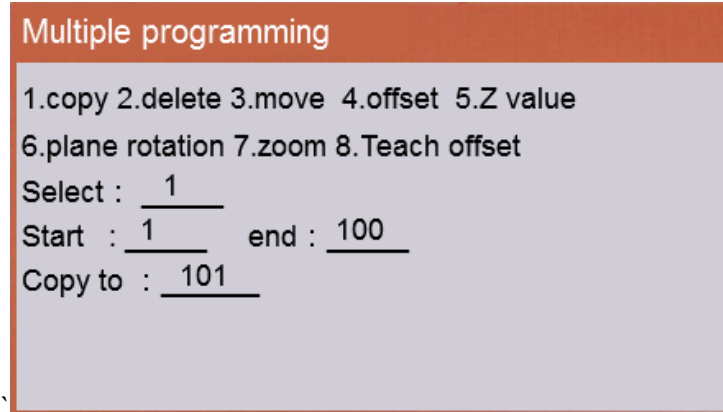 Multiple programming
1.copy 2.delete 3.move 4.offset 5.Z value
6.plane rotation 7.zoom 8.Teach offset
Select : 1
Start : 1 end : 100
Copy to : 101
`